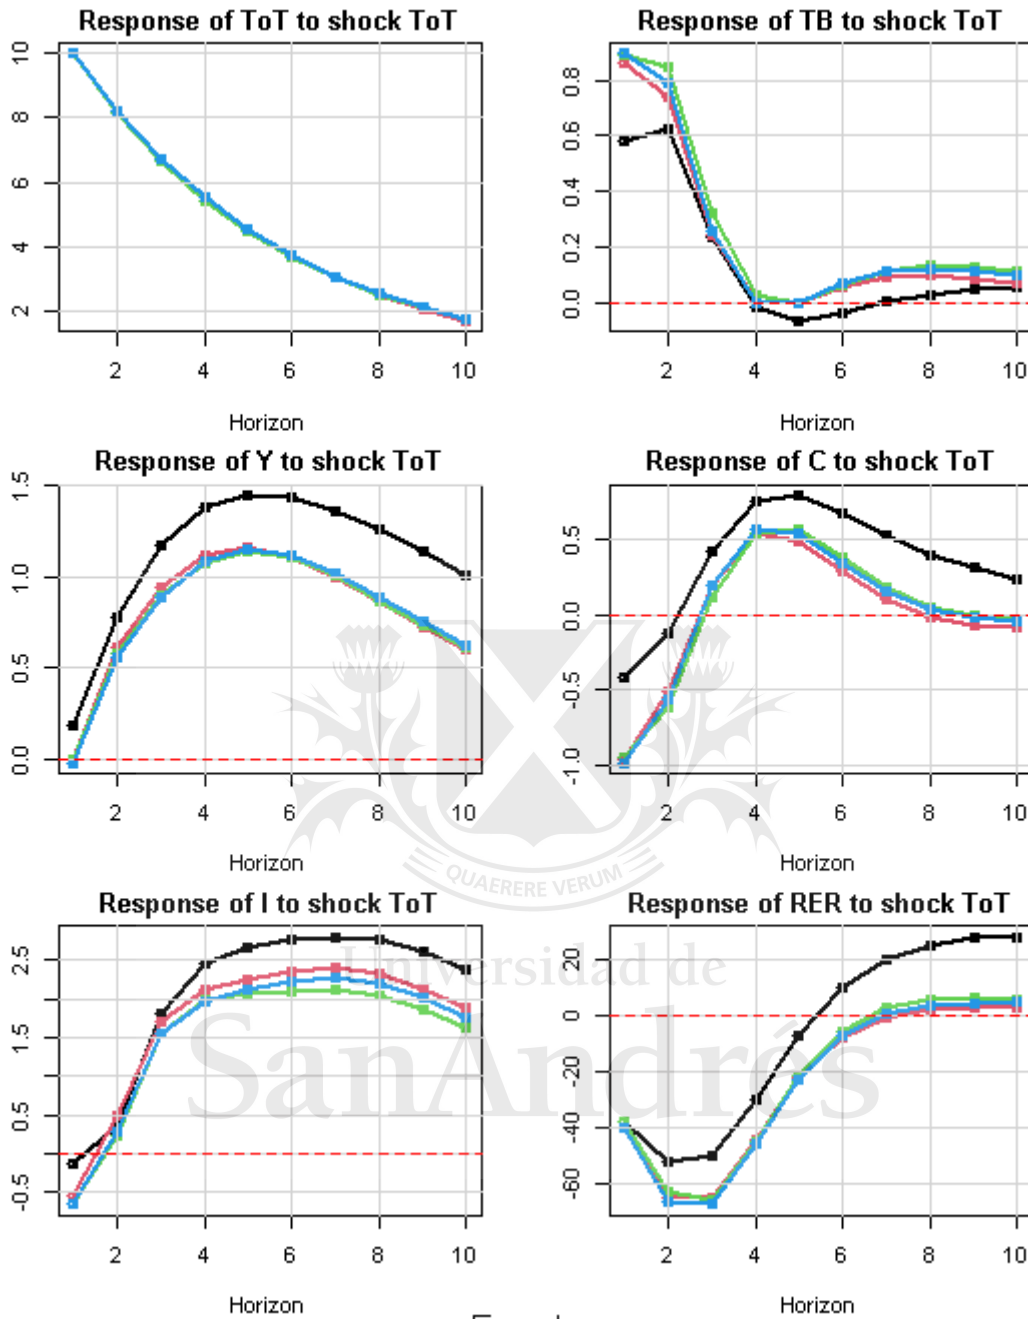 Response of ToT to shock ToT
Response of TB to shock ToT
10
8
6
4
2
0.8
0.6
0.4
0.2
0.0
2 4 6 8 10
2 4 6 8 10
Horizon
Horizon
Response of Y to shock ToT
Response of C to shock ToT
1.5
1.0
0.5
0.0
0.5
0.0
-0.5
-1.0
2 4 6 8 10
2 4 6 8 10
Horizon
Horizon
QUAERERE VERUM
Response of I to shock ToT
Response of RER to shock ToT
2.5
1.5
0.5
-0.5
20
0
-20
-40
-60
Universidad de
SanAndrés
2 4 6 8 10
2 4 6 8 10
Horizon
Horizon